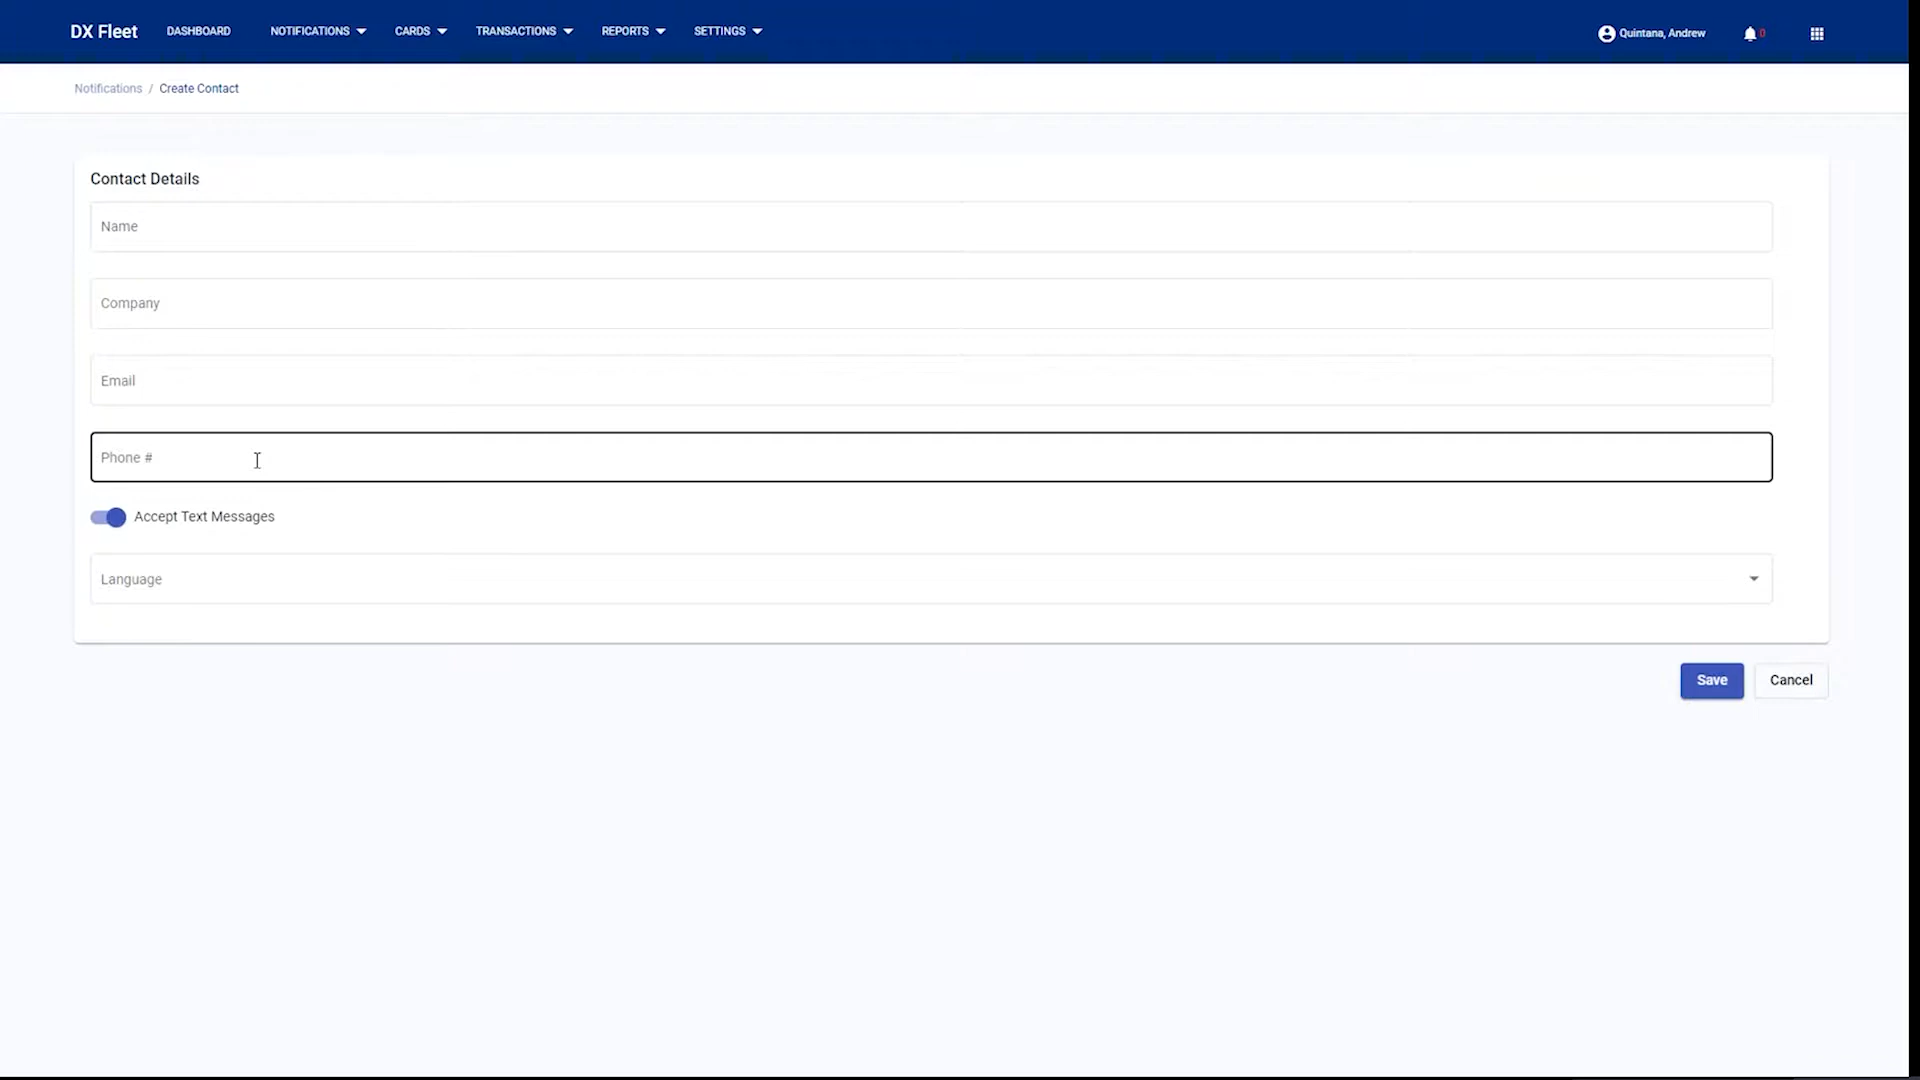 DX Fleet DASHBOARD NOTIFICATIONS CARDS TRANSACTIONS REPORTS SETTINGS Quintana, Andrew 0
Notifications / Create Contact
Contact Details
Name
Company
Email
Phone #
Accept Text Messages
Language
Save Cancel